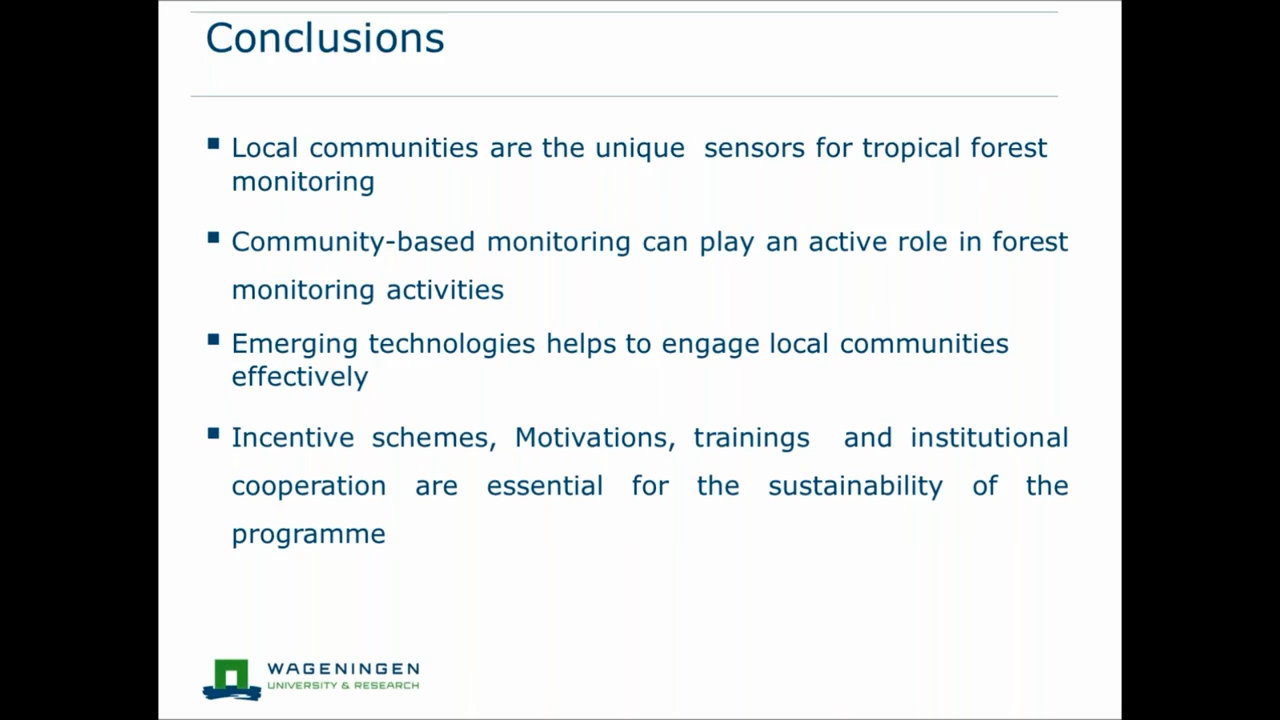 Conclusions
Local communities are the unique sensors for tropical forest
monitoring
Community-based monitoring can play an active role in forest
monitoring activities
Emerging technologies helps to engage local communities
effectively
Incentive schemes, Motivations, trainings and institutional
cooperation are essential for the sustainability of the
programme
WAGENINGEN
UNIVERSITY & RESEARCH